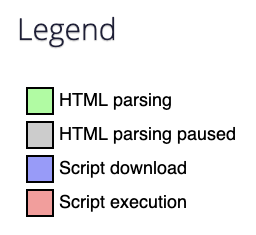 Legend
HTML parsing
HTML parsing paused
Script download
Script execution